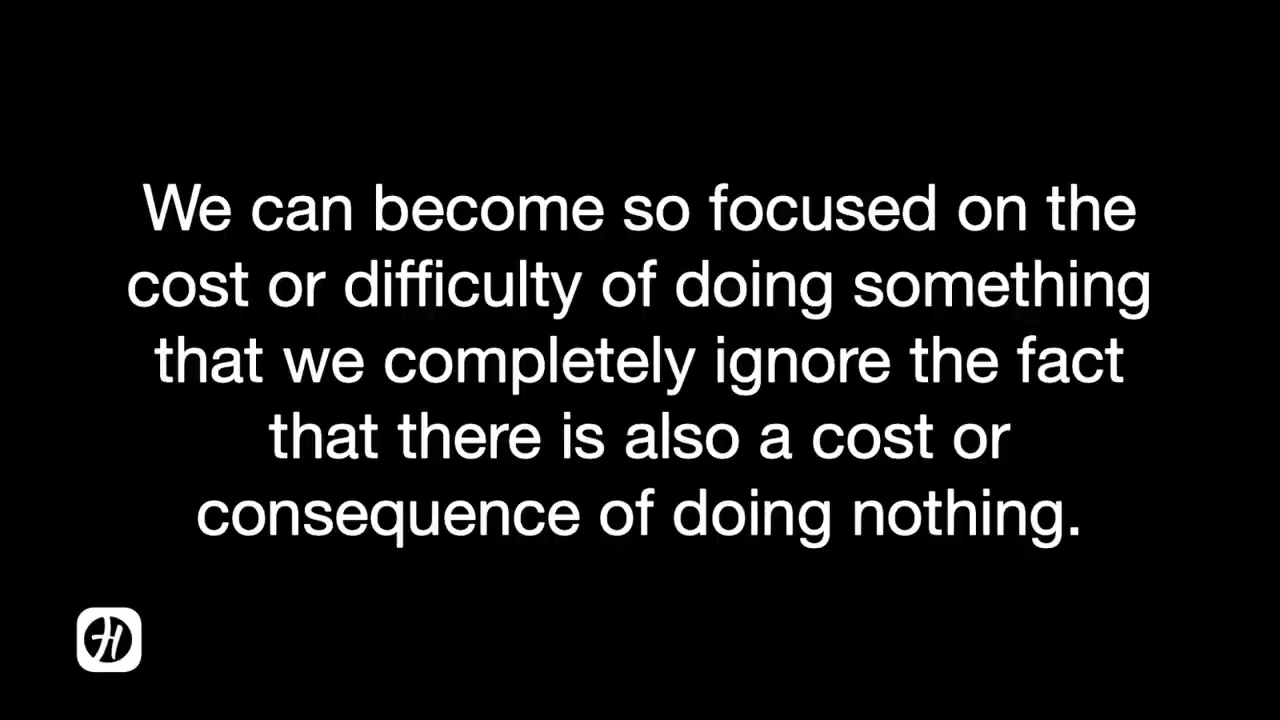 We can become so focused on the
cost or difficulty of doing something
that we completely ignore the fact
that there is also a cost or
consequence of doing nothing.
H